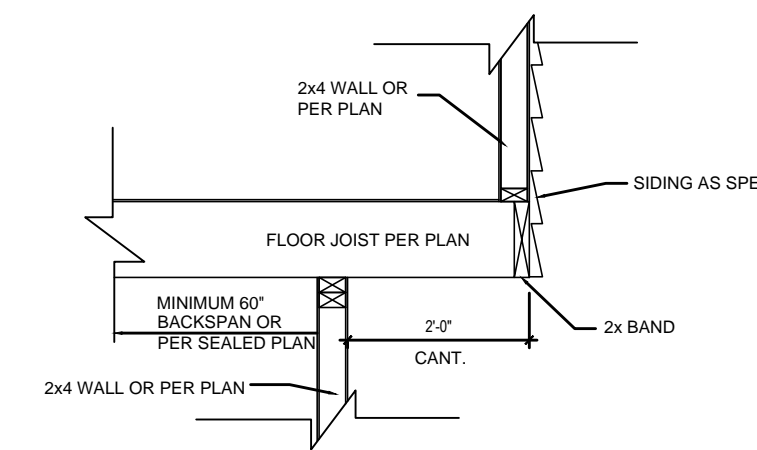 2x4 WALL OR
PER PLAN
SIDING AS SPE
FLOOR JOIST PER PLAN
MINIMUM 60"
BACKSPAN OR
PER SEALED PLAN
2'-0"
CANT.
2x BAND
2x4 WALL OR PER PLAN